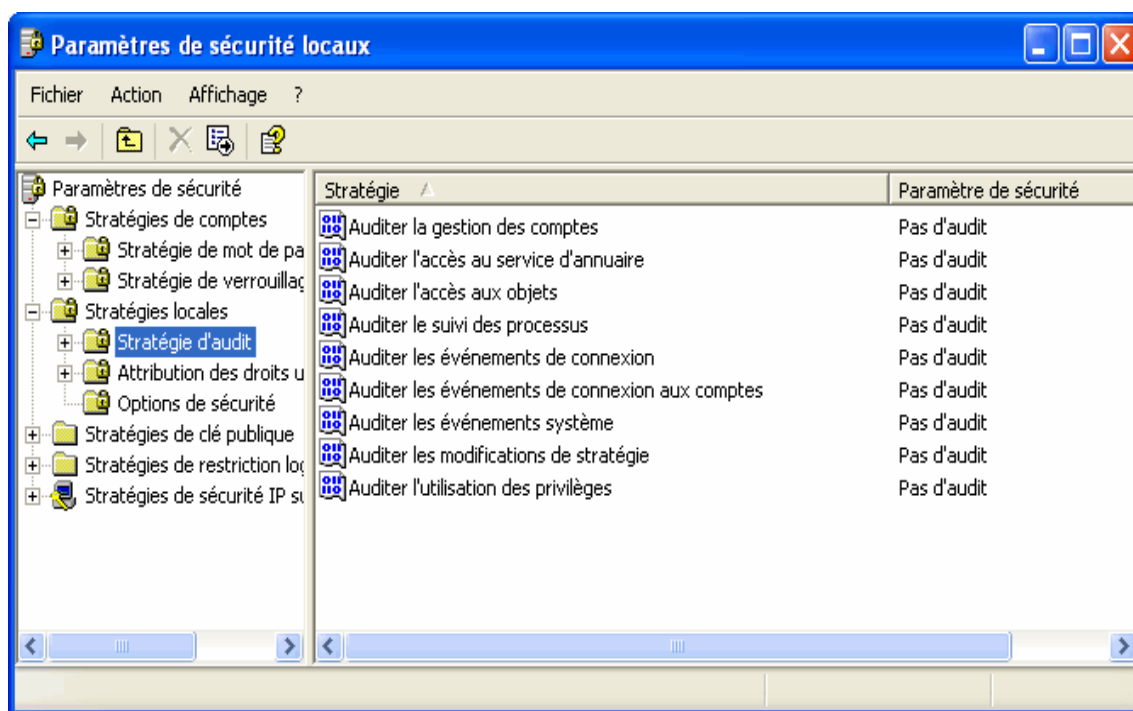 Paramètres de sécurité locaux
Fichier Action Affichage ?
Paramètres de sécurité
Stratégies de comptes
Stratégie de mot de pa
Stratégie de verrouillag
Stratégies locales
Stratégie d'audit
Attribution des droits u
Options de sécurité
Stratégies de clé publique
Stratégies de restriction log
Stratégies de sécurité IP su
Stratégie Paramètre de sécurité
Auditer la gestion des comptes Pas d'audit
Auditer l'accès au service d'annuaire Pas d'audit
Auditer l'accès aux objets Pas d'audit
Auditer le suivi des processus Pas d'audit
Auditer les événements de connexion Pas d'audit
Auditer les événements de connexion aux comptes Pas d'audit
Auditer les événements système Pas d'audit
Auditer les modifications de stratégie Pas d'audit
Auditer l'utilisation des privilèges Pas d'audit